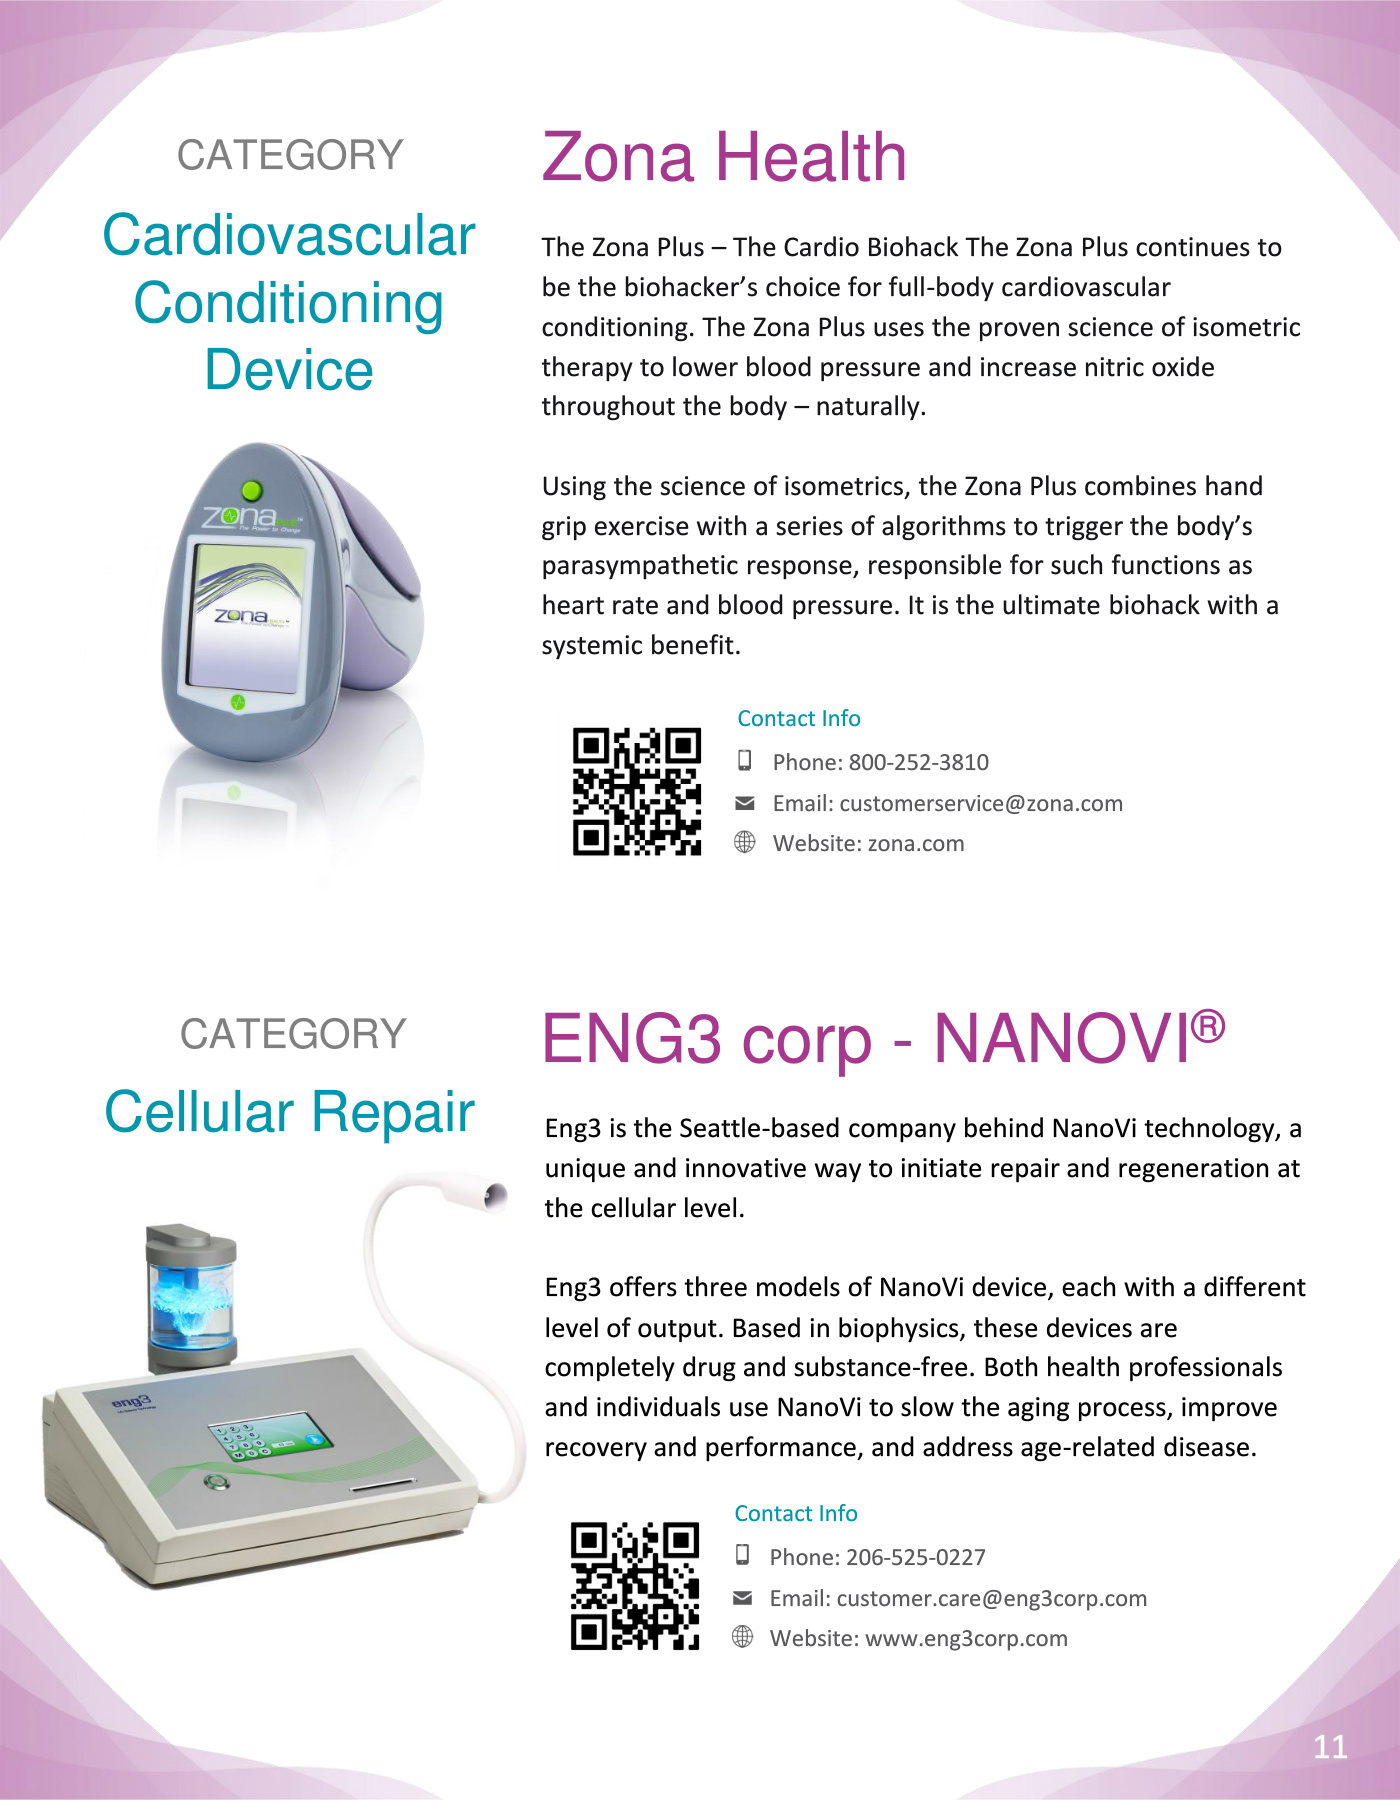 CATEGORY
Cardiovascular
Conditioning
Device
zona PLUS™
The Power to Change
zona
Zona Health
The Zona Plus – The Cardio Biohack The Zona Plus continues to
be the biohacker’s choice for full-body cardiovascular
conditioning. The Zona Plus uses the proven science of isometric
therapy to lower blood pressure and increase nitric oxide
throughout the body – naturally.
Using the science of isometrics, the Zona Plus combines hand
grip exercise with a series of algorithms to trigger the body’s
parasympathetic response, responsible for such functions as
heart rate and blood pressure. It is the ultimate biohack with a
systemic benefit.
Contact Info
Phone: 800-252-3810
Email: customerservice@zona.com
Website: zona.com
CATEGORY
Cellular Repair
eng3
ENG3 corp - NANOVI®
Eng3 is the Seattle-based company behind NanoVi technology, a
unique and innovative way to initiate repair and regeneration at
the cellular level.
Eng3 offers three models of NanoVi device, each with a different
level of output. Based in biophysics, these devices are
completely drug and substance-free. Both health professionals
and individuals use NanoVi to slow the aging process, improve
recovery and performance, and address age-related disease.
Contact Info
Phone: 206-525-0227
Email: customer.care@eng3corp.com
Website: www.eng3corp.com
11